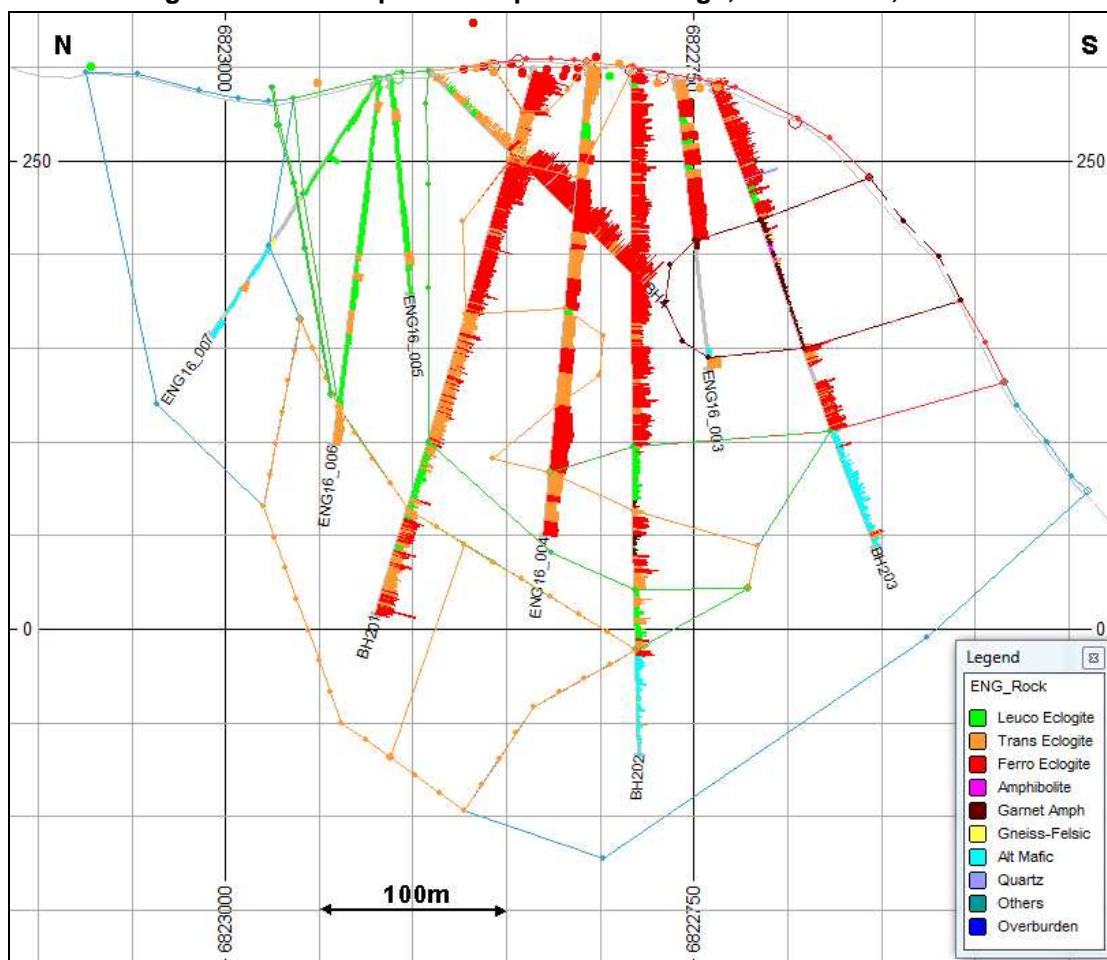 N
S
6823000
6822750
250
250
ENG16_007
ENG16_005
ENG16_003
ENG16_006
ENG16_004
BH203
BH201
BH202
0
0
100m
6823000
6822750
Legend
ENG_Rock
Leuco Eclogite
Trans Eclogite
Ferro Eclogite
Amphibolite
Garnet Amph
Gneiss-Felsic
Alt Mafic
Quartz
Others
Overburden